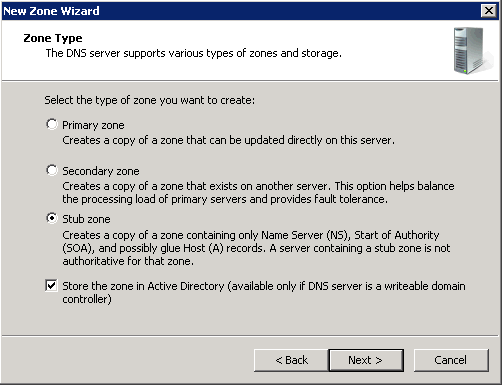 New Zone Wizard
Zone Type
The DNS server supports various types of zones and storage.
Select the type of zone you want to create:
Primary zone
Creates a copy of a zone that can be updated directly on this server.
Secondary zone
Creates a copy of a zone that exists on another server. This option helps balance
the processing load of primary servers and provides fault tolerance.
Stub zone
Creates a copy of a zone containing only Name Server (NS), Start of Authority
(SOA), and possibly glue Host (A) records. A server containing a stub zone is not
authoritative for that zone.
Store the zone in Active Directory (available only if DNS server is a writeable domain
controller)
< Back Next > Cancel